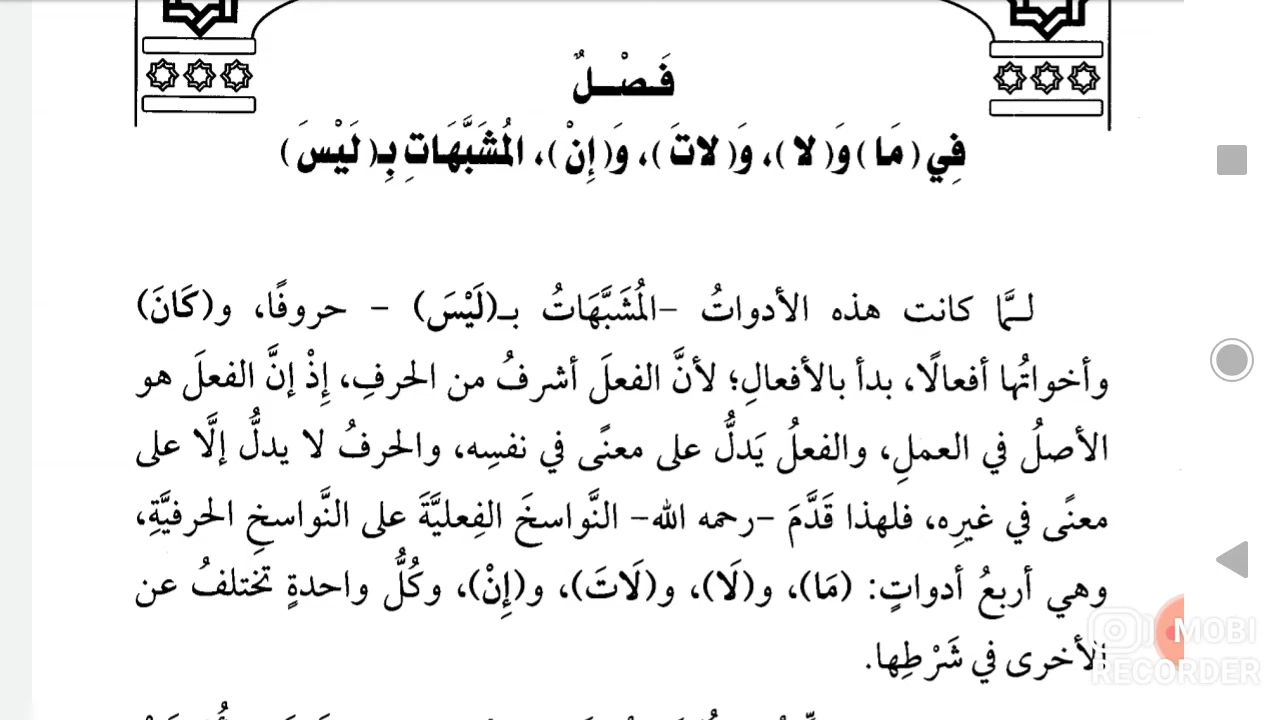 فَـصْـــلٌ
فِي (مَا) وَ(لا)، وَ(لاتَ)، وَ(إِنْ)، المُشَبَّهَاتِ بِـ(لَيْسَ)
لـمَّا كانت هذه الأدواتُ -المُشَبَّهَاتُ بـ(لَيْسَ) - حروفًا، و(كَانَ)
وأخواتُها أفعالًا، بدأ بالأفعالِ؛ لأنَّ الفعلَ أشرفُ من الحرفِ، إِذْ إنَّ الفعلَ هو
الأصلُ في العملِ، والفعلُ يَدلُّ على معنًى في نفسِه، والحرفُ لا يدلُّ إلَّا على
معنًى في غيرِه، فلهذا قَدَّمَ -رحمه الله- النَّواسخَ الفِعليَّةَ على النَّواسخِ الحرفيَّةِ،
وهي أربعُ أدواتٍ: (مَا)، و(لَا)، و(لَاتَ)، و(إِنْ)، وكُلُّ واحدةٍ تختلفُ عن
الأخرى في شَرْطِها.
MOBI
RECORDER